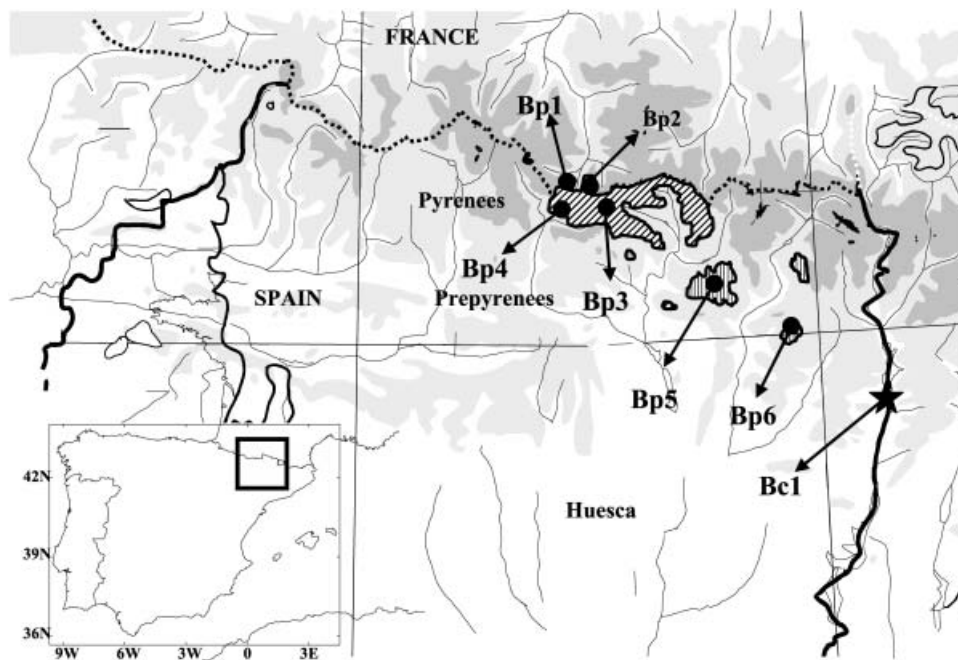 FRANCE
Bp1
Bp2
Pyrenees
Bp4
SPAIN
Prepyrenees
Bp3
Bp5
Bp6
Bc1
Huesca
42N
39N
36N
9W 6W 3W 0 3E